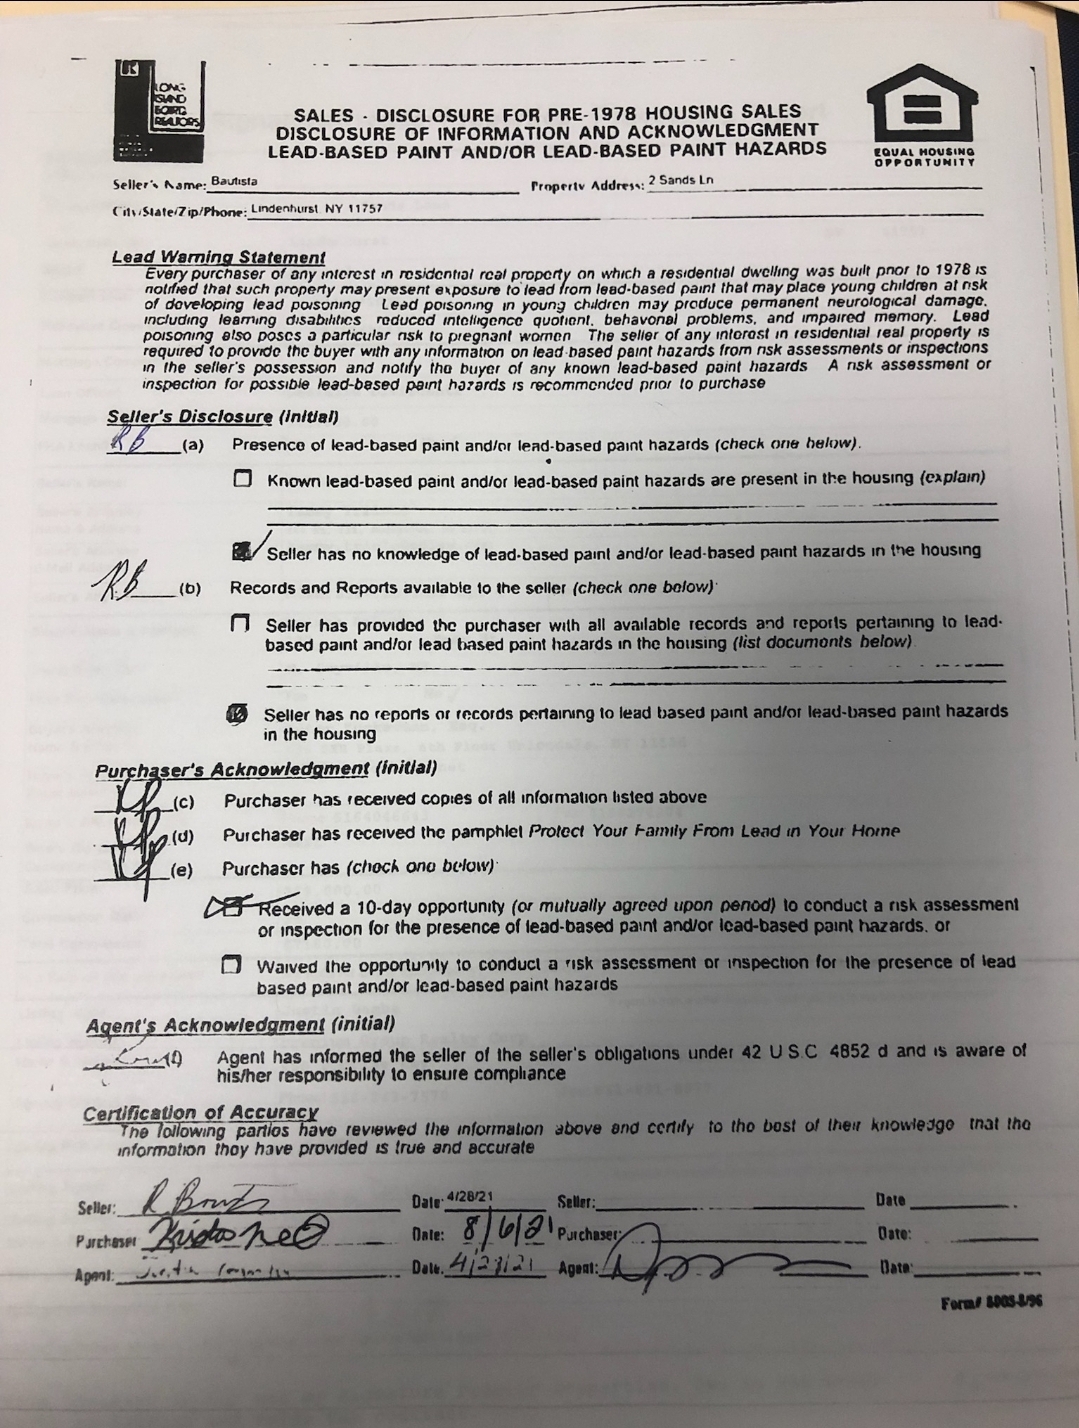 LONG
ISLAND
BOARD
REALTORS
SALES - DISCLOSURE FOR PRE-1978 HOUSING SALES
DISCLOSURE OF INFORMATION AND ACKNOWLEDGMENT
LEAD-BASED PAINT AND/OR LEAD-BASED PAINT HAZARDS
EQUAL HOUSING
OPPORTUNITY
Seller's Name: Bautista Property Address: 2 Sands Ln
City/State/Zip/Phone: Lindenhurst NY 11757
Lead Warning Statement
Every purchaser of any interest in residential real property on which a residential dwelling was built prior to 1978 is
notified that such property may present exposure to lead from lead-based paint that may place young children at risk
of developing lead poisoning Lead poisoning in young children may produce permanent neurological damage,
including learning disabilities reduced intelligence quotient, behavoral problems, and impaired memory. Lead
poisoning also poses a particular risk to pregnant women The seller of any interest in residential real property is
required to provide the buyer with any information on lead-based paint hazards from risk assessments or inspections
in the seller's possession and notify the buyer of any known lead-based paint hazards A risk assessment or
inspection for possible lead-based paint hazards is recommended prior to purchase
Seller's Disclosure (initial)
RB (a) Presence of lead-based paint and/or lead-based paint hazards (check one below).
Known lead-based paint and/or lead-based paint hazards are present in the housing (explain)
Seller has no knowledge of lead-based paint and/or lead-based paint hazards in the housing
RB (b) Records and Reports available to the seller (check one below)
Seller has provided the purchaser with all available records and reports pertaining to lead-
based paint and/or lead based paint hazards in the housing (list documents below)
Seller has no reports or records pertaining to lead based paint and/or lead-based paint hazards
in the housing
Purchaser's Acknowledgment (initial)
(c) Purchaser has received copies of all information listed above
(d) Purchaser has received the pamphlet Protect Your Family From Lead in Your Home
(e) Purchaser has (check one below)
Received a 10-day opportunity (or mutually agreed upon period) to conduct a risk assessment
or inspection for the presence of lead-based paint and/or lead-based paint hazards, or
Waived the opportunity to conduct a risk assessment or inspection for the presence of lead
based paint and/or lead-based paint hazards
Agent's Acknowledgment (initial)
(f) Agent has informed the seller of the seller's obligations under 42 U S.C 4852 d and is aware of
his/her responsibility to ensure compliance
Certification of Accuracy
The following parties have reviewed the information above and certify to the best of their knowledge that the
information they have provided is true and accurate
Seller: Date: 4/28/21 Seller: Date
Purchaser Date: 8/6/21 Purchaser: Date:
Agent: Date. Agent: Date:
Form# 8003-8/96